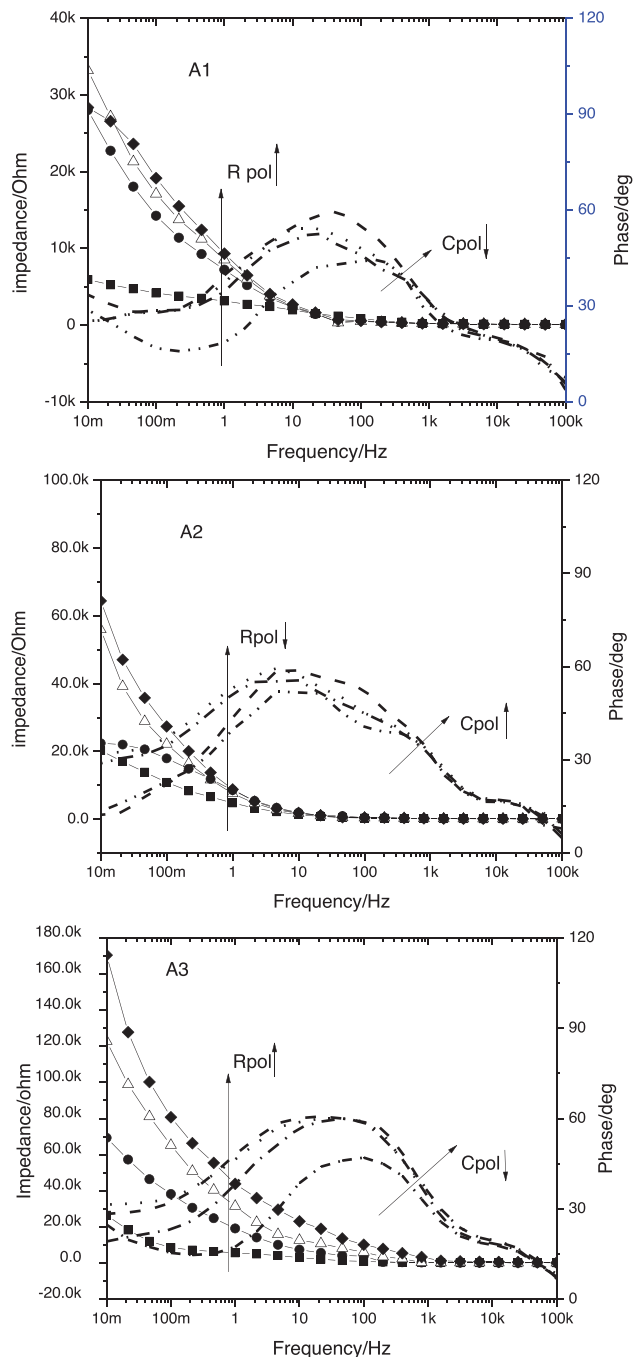 40k
120
A1
30k
90
20k
R pol
impedance/Ohm
60
Phase/deg
10k
Cpol
30
0
-10k
0
10m 100m 1 10 100 1k 10k 100k
Frequency/Hz
100.0k
120
A2
80.0k
90
60.0k
Rpol
impedance/Ohm
60
Phase/deg
40.0k
Cpol
20.0k
30
0.0
0
10m 100m 1 10 100 1k 10k 100k
Frequency/Hz
180.0k
120
A3
160.0k
140.0k
90
120.0k
Rpol
100.0k
Impedance/ohm
80.0k
60
Phase/deg
60.0k
Cpol
40.0k
30
20.0k
0.0
-20.0k
0
10m 100m 1 10 100 1k 10k 100k
Frequency/Hz